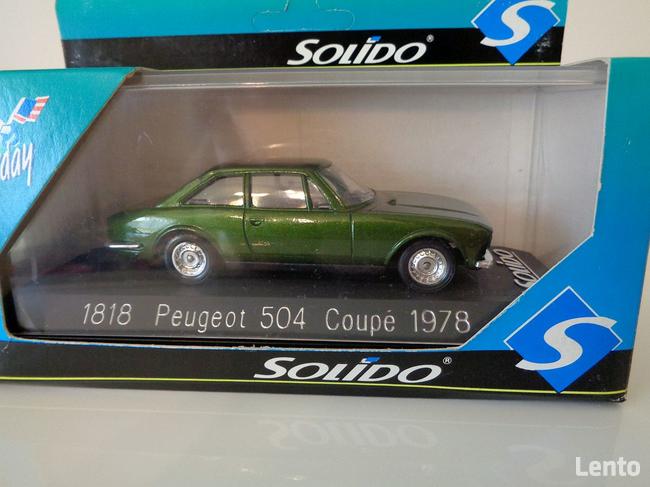 SOLIDO®
S
day
SOLIDO
1818 Peugeot 504 Coupé 1978
S
SOLIDO®
Lento